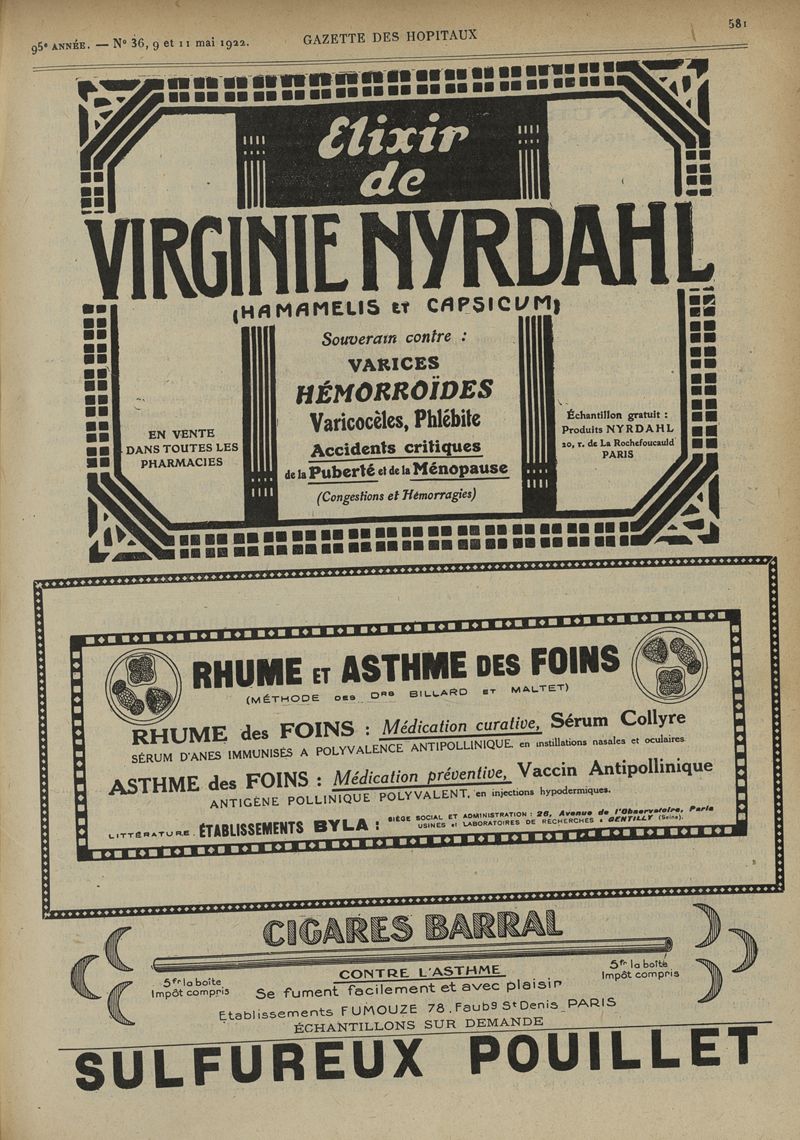 95e ANNÉE. — No 36, 9 et 11 mai 1922.
GAZETTE DES HOPITAUX
581
Elixir
de
VIRGINIE NYRDAHL
(HAMAMELIS ET CAPSICUM)
Souverain contre :
VARICES
HÉMORROÏDES
Varicocèles, Phlébite
Accidents critiques
de la Puberté et de la Ménopause
(Congestions et Hémorragies)
EN VENTE
DANS TOUTES LES
PHARMACIES
Échantillon gratuit :
Produits NYRDAHL
20, r. de La Rochefoucauld
PARIS
RHUME ET ASTHME DES FOINS
(MÉTHODE DES DRS BILLARD ET MALTET)
RHUME des FOINS : Médication curative, Sérum Collyre
SÉRUM D'ANES IMMUNISÉS A POLYVALENCE ANTIPOLLINIQUE. en instillations nasales et oculaires.
ASTHME des FOINS : Médication préventive, Vaccin Antipollinique
ANTIGÈNE POLLINIQUE POLYVALENT, en injections hypodermiques.
LITTÉRATURE. ÉTABLISSEMENTS BYLA :
SIÉGE SOCIAL ET ADMINISTRATION : 26, Avenue de l'Observatoire, Paris
USINES et LABORATOIRES DE RECHERCHES à GENTILLY (Seine).
CIGARES BARRAL
5fr la boîte
Impôt compris
CONTRE L'ASTHME
Se fument facilement et avec plaisir
5fr la boîte
Impôt compris
Etablissements FUMOUZE 78, Faubg St Denis_PARIS
ÉCHANTILLONS SUR DEMANDE
SULFUREUX POUILLET